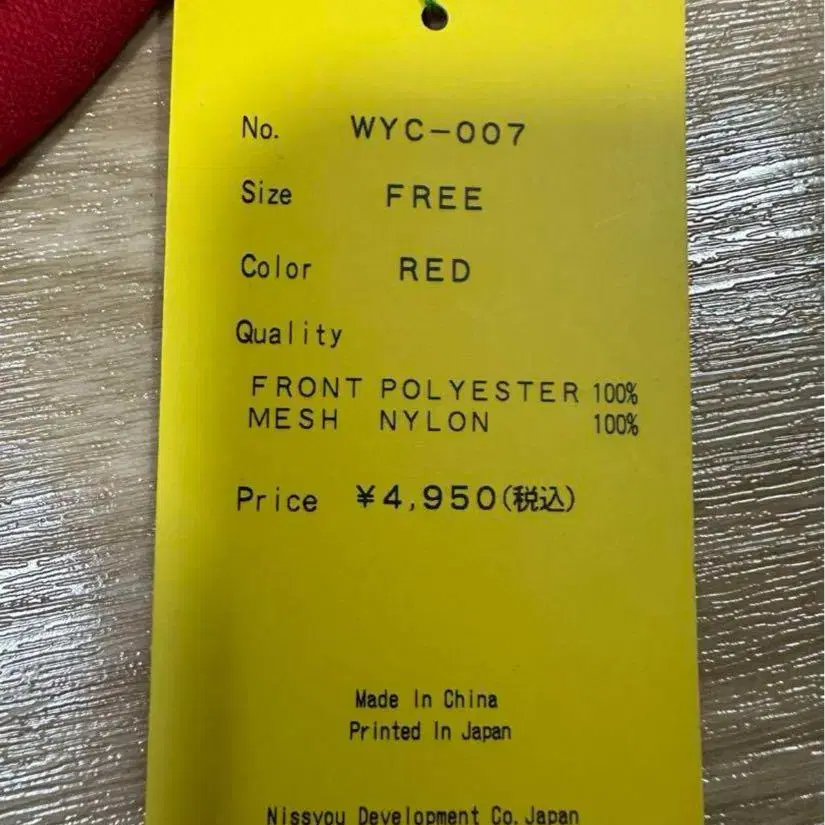 No. WYC-007
Size FREE
Color RED
Quality
FRONT POLYESTER 100%
MESH NYLON 100%
Price ¥4,950(税込)
Made In China
Printed In Japan
Nissyou Development Co. Japan